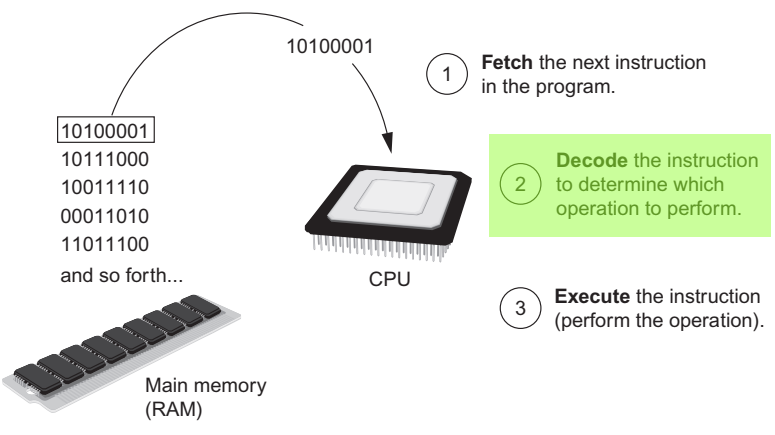 10100001
1
Fetch the next instruction
in the program.
10100001
10111000
10011110
00011010
11011100
and so forth...
2
Decode the instruction
to determine which
operation to perform.
CPU
3
Execute the instruction
(perform the operation).
Main memory
(RAM)